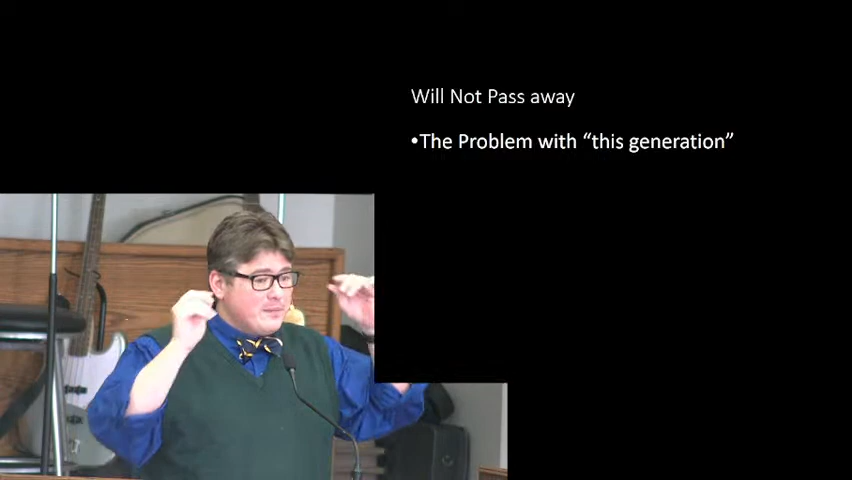 Will Not Pass away
•The Problem with “this generation”